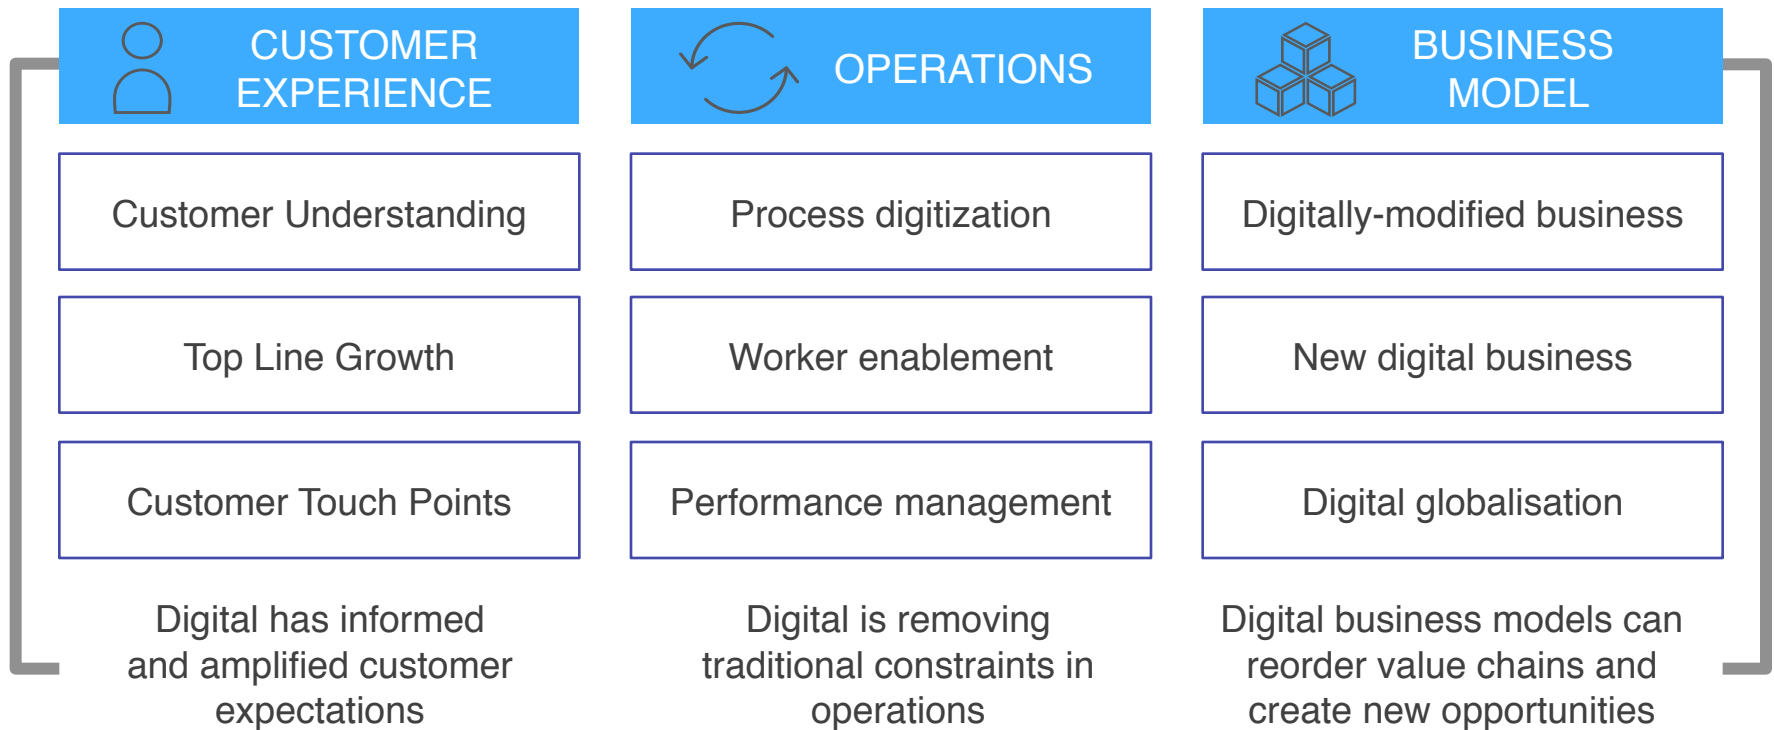 CUSTOMER
EXPERIENCE
Customer Understanding
Top Line Growth
Customer Touch Points
Digital has informed
and amplified customer
expectations
OPERATIONS
Process digitization
Worker enablement
Performance management
Digital is removing
traditional constraints in
operations
BUSINESS
MODEL
Digitally-modified business
New digital business
Digital globalisation
Digital business models can
reorder value chains and
create new opportunities